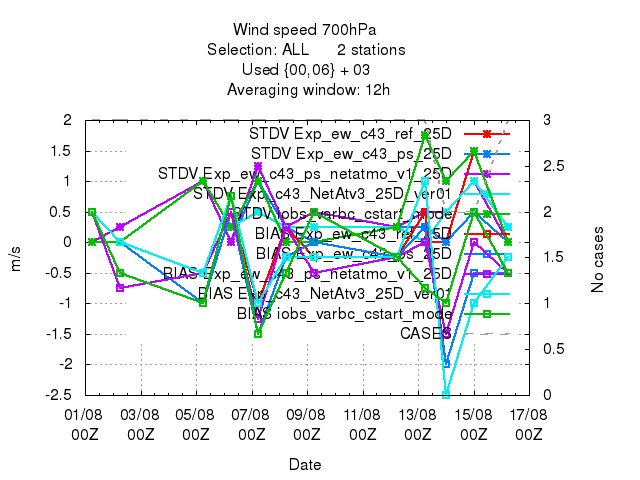 Wind speed 700hPa
Selection: ALL 2 stations
Used {00,06} + 03
Averaging window: 12h
STDV Exp_ew_c43_ref_25D
STDV Exp_ew_c43_ps_25D
STDV Exp_ew_c43_ps_netatmo_v1_25D
STDV Exp_c43_NetAtv3_25D_ver01
STDV iobs_varbc_cstart_mode
BIAS Exp_ew_c43_ref_25D
BIAS Exp_ew_c43_ps_25D
BIAS Exp_ew_c43_ps_netatmo_v1_25D
BIAS Exp_c43_NetAtv3_25D_ver01
BIAS iobs_varbc_cstart_mode
CASES
2
1.5
1
0.5
0
-0.5
-1
-1.5
-2
-2.5
m/s
3
2.5
2
1.5
1
0.5
0
No cases
01/08 03/08 05/08 07/08 09/08 11/08 13/08 15/08 17/08
00Z 00Z 00Z 00Z 00Z 00Z 00Z 00Z 00Z
Date